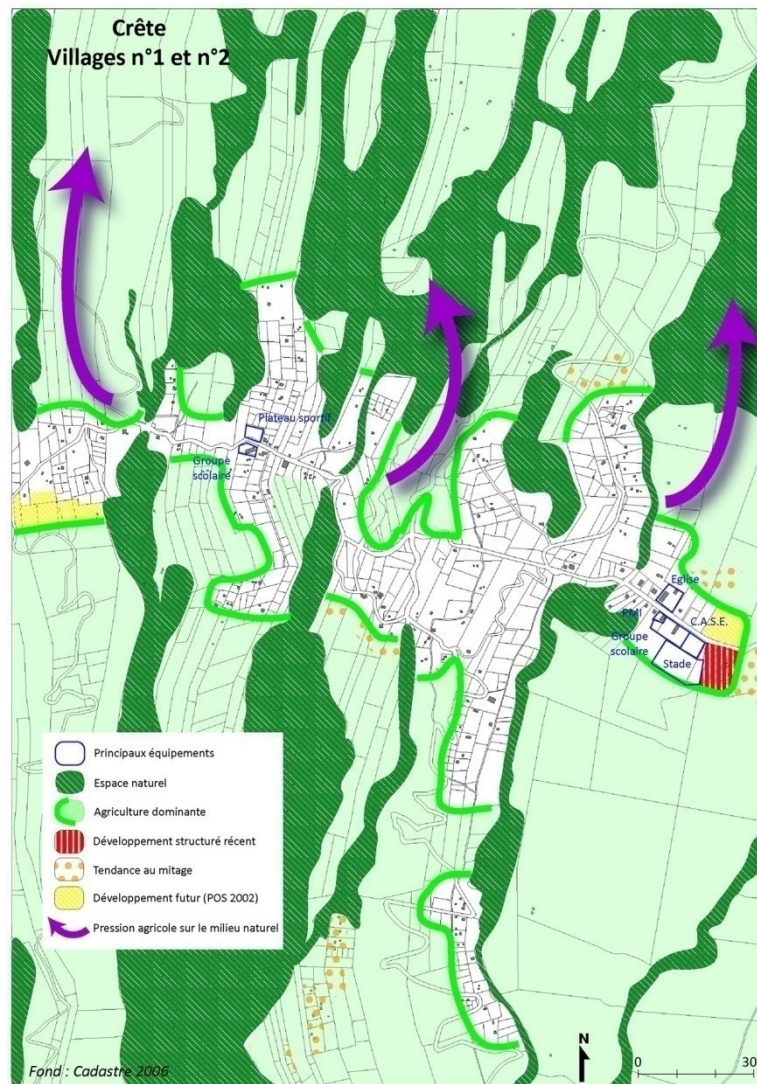 Crête
Villages n°1 et n°2
Plateau sportif
Groupe
scolaire
Eglise
PMI
C.A.S.E.
Groupe
scolaire
Stade
Principaux équipements
Espace naturel
Agriculture dominante
Développement structuré récent
Tendance au mitage
Développement futur (POS 2002)
Pression agricole sur le milieu naturel
Fond : Cadastre 2006
N
0